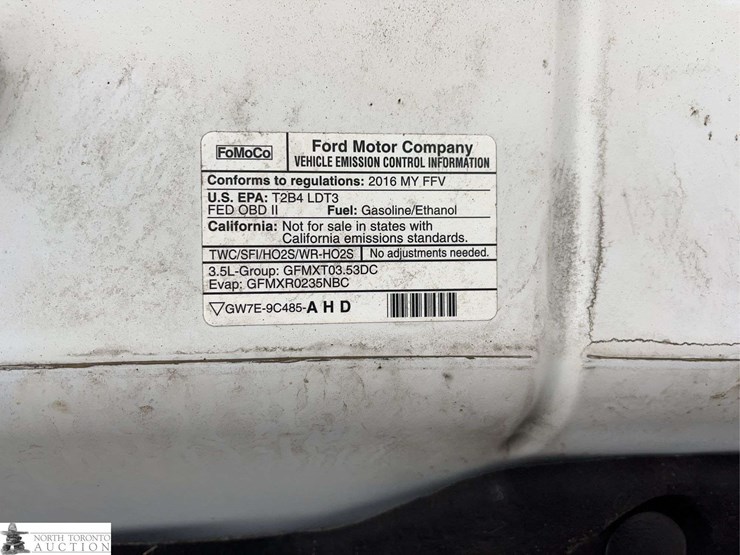 FoMoCo
Ford Motor Company
VEHICLE EMISSION CONTROL INFORMATION
Conforms to regulations: 2016 MY FFV
U.S. EPA: T2B4 LDT3
FED OBD II Fuel: Gasoline/Ethanol
California: Not for sale in states with
California emissions standards.
TWC/SFI/HO2S/WR-HO2S No adjustments needed.
3.5L-Group: GFMXT03.53DC
Evap: GFMXR0235NBC
GW7E-9C485-A H D
NORTH TORONTO
AUCTION